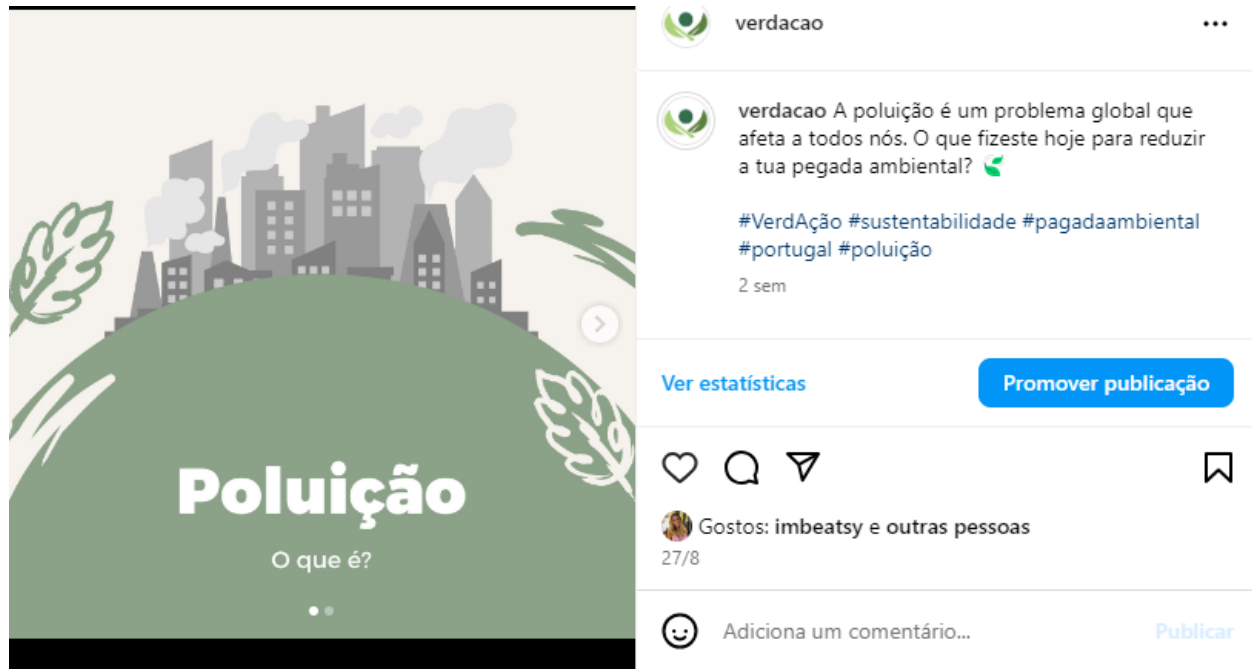 Poluição
O que é?
verdacao
verdacao A poluição é um problema global que
afeta a todos nós. O que fizeste hoje para reduzir
a tua pegada ambiental?
#VerdAção #sustentabilidade #pagadaambiental
#portugal #poluição
2 sem
Ver estatísticas
Promover publicação
Gostos: imbeatsy e outras pessoas
27/8
Adiciona um comentário...
Publicar